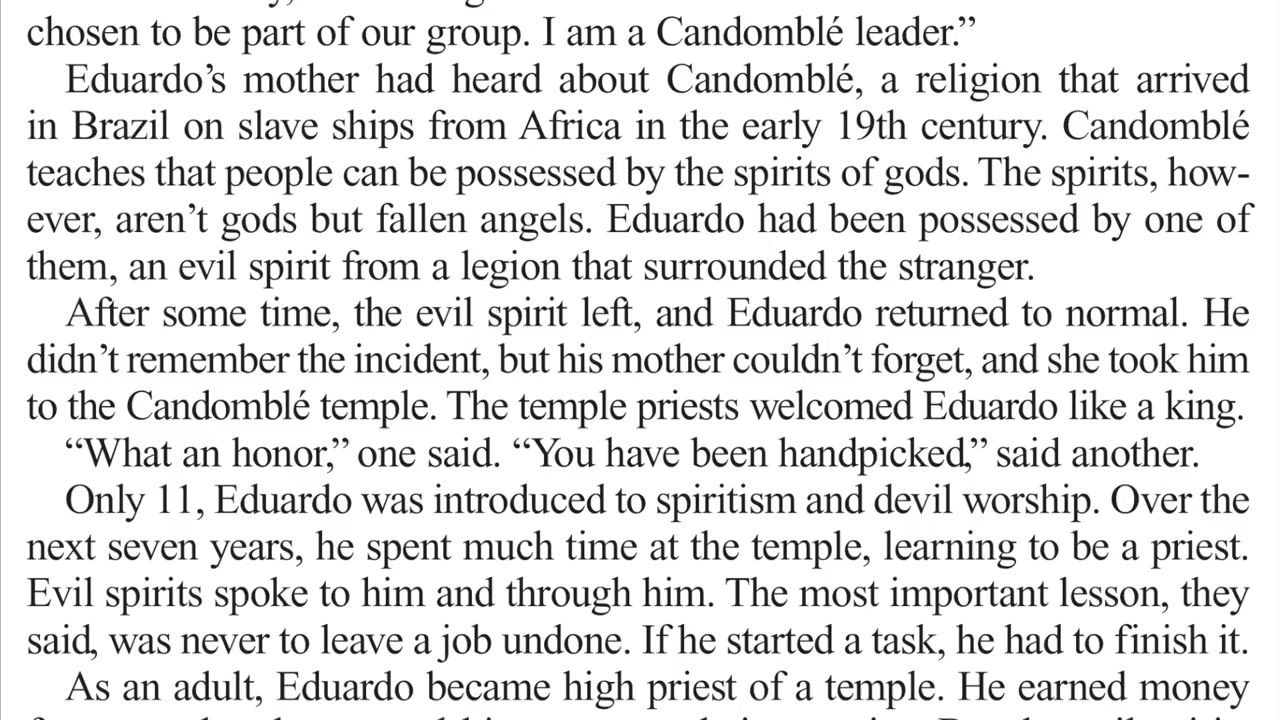 chosen to be part of our group. I am a Candomblé leader.”
Eduardo’s mother had heard about Candomblé, a religion that arrived
in Brazil on slave ships from Africa in the early 19th century. Candomblé
teaches that people can be possessed by the spirits of gods. The spirits, how-
ever, aren’t gods but fallen angels. Eduardo had been possessed by one of
them, an evil spirit from a legion that surrounded the stranger.
After some time, the evil spirit left, and Eduardo returned to normal. He
didn’t remember the incident, but his mother couldn’t forget, and she took him
to the Candomblé temple. The temple priests welcomed Eduardo like a king.
“What an honor,” one said. “You have been handpicked,” said another.
Only 11, Eduardo was introduced to spiritism and devil worship. Over the
next seven years, he spent much time at the temple, learning to be a priest.
Evil spirits spoke to him and through him. The most important lesson, they
said, was never to leave a job undone. If he started a task, he had to finish it.
As an adult, Eduardo became high priest of a temple. He earned money